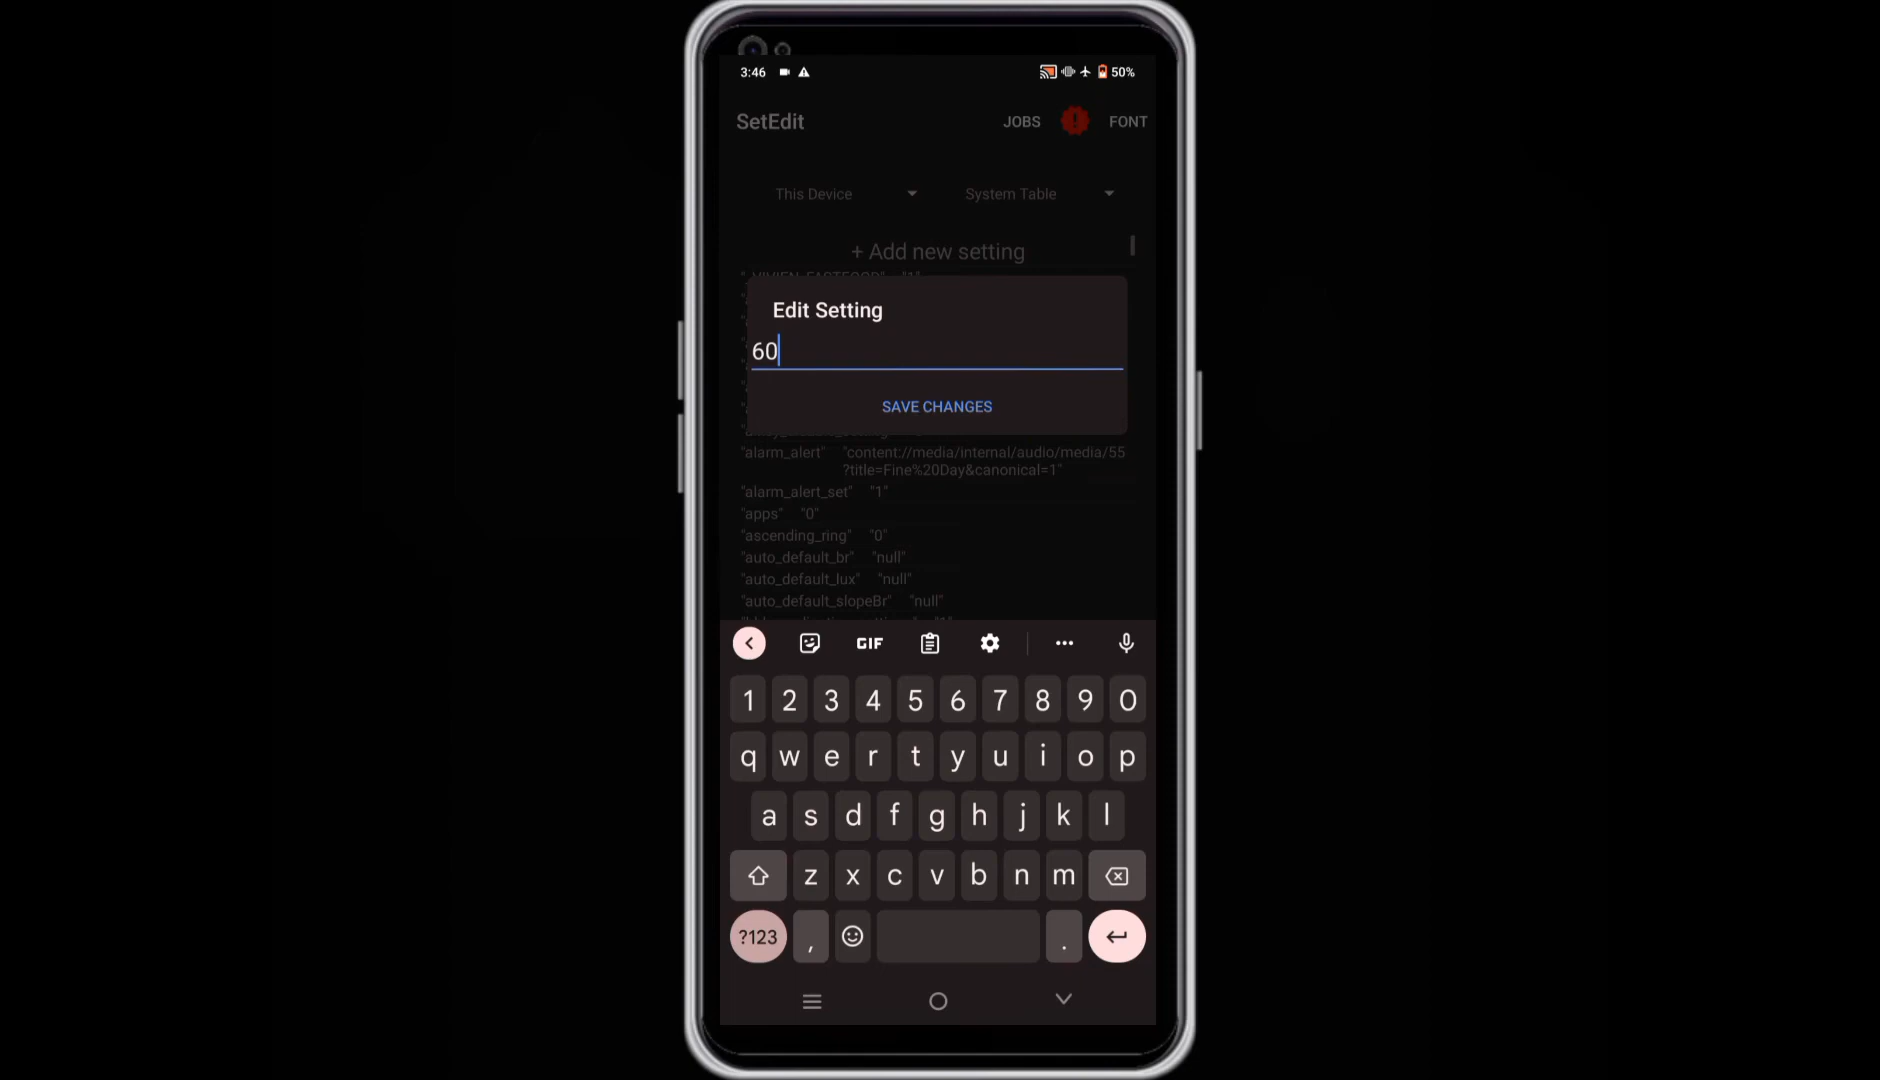 3:46
50%
SetEdit JOBS FONT
This Device System Table
+ Add new setting
Edit Setting
60
SAVE CHANGES
"alarm_alert" "content://media/internal/audio/media/55
?title=Fine%20Day&canonical=1"
"alarm_alert_set" "1"
"apps" "0"
"ascending_ring" "0"
"auto_default_br" "null"
"auto_default_lux" "null"
"auto_default_slopeBr" "null"
GIF
1 2 3 4 5 6 7 8 9 0
q w e r t y u i o p
a s d f g h j k l
z x c v b n m
?123 , .